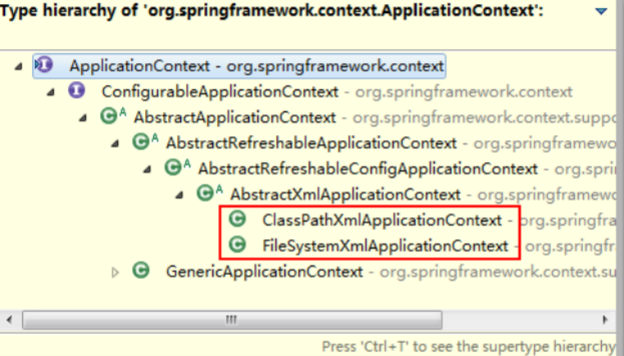 Type hierarchy of 'org.springframework.context.ApplicationContext':
ApplicationContext - org.springframework.context
ConfigurableApplicationContext - org.springframework.context
AbstractApplicationContext - org.springframework.context.suppo
AbstractRefreshableApplicationContext - org.springframewo
AbstractRefreshableConfigApplicationContext - org.sprin
AbstractXmlApplicationContext - org.springframewo
ClassPathXmlApplicationContext - org.springfra
FileSystemXmlApplicationContext - org.springfr
GenericApplicationContext - org.springframework.context.su
Press 'Ctrl+T' to see the supertype hierarchy